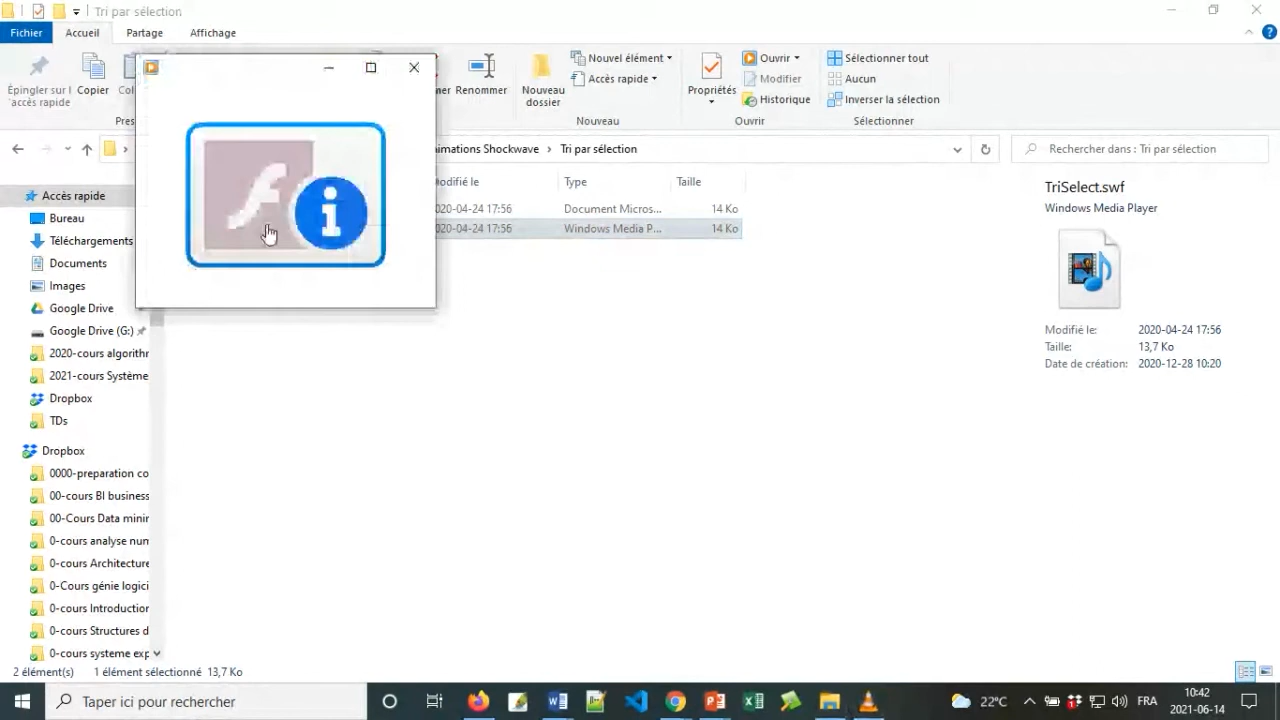 Tri par sélection
Fichier
Accueil
Partage
Affichage
Épingler sur l
'accès rapide
Copier
Renommer
Nouveau
dossier
Nouvel élément
Accès rapide
Propriétés
Ouvrir
Modifier
Historique
Sélectionner tout
Aucun
Inverser la sélection
Nouveau
Ouvrir
Sélectionner
nimations Shockwave > Tri par sélection
Rechercher dans : Tri par sélection
odifié le
Type
Taille
2020-04-24 17:56
Document Micros...
14 Ko
2020-04-24 17:56
Windows Media P...
14 Ko
Accès rapide
Bureau
Téléchargements
Documents
Images
Google Drive
Google Drive (G:)
2020-cours algorithr
2021-cours Système
Dropbox
TDs
Dropbox
0000-preparation co
00-cours BI business
00-Cours Data minir
0-cours analyse num
0-cours Architecture
0-Cours génie logici
0-cours Introduction
0-cours Structures d
0-cours systeme exp
TriSelect.swf
Windows Media Player
Modifié le: 2020-04-24 17:56
Taille: 13,7 Ko
Date de création: 2020-12-28 10:20
2 élément(s) 1 élément sélectionné 13,7 Ko
Taper ici pour rechercher
22°C
FRA
10:42
2021-06-14